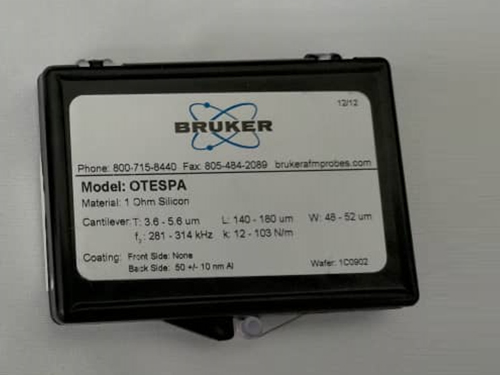 12/12
BRUKER
Phone: 800-715-8440 Fax: 805-484-2089 brukerafmprobes.com
Model: OTESPA
Material: 1 Ohm Silicon
Cantilever: T: 3.6 - 5.6 um L: 140 - 180 um W: 48 - 52 um
f₀: 281 - 314 kHz k: 12 - 103 N/m
Coating: Front Side: None
Back Side: 50 +/- 10 nm Al
Wafer: 1C0902